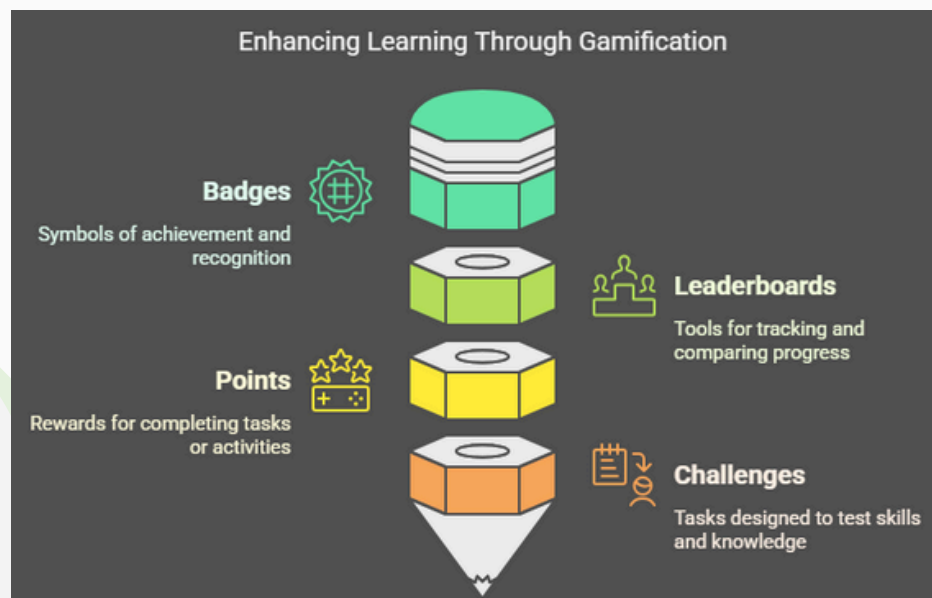 Enhancing Learning Through Gamification
Badges
Symbols of achievement and
recognition
Leaderboards
Tools for tracking and
comparing progress
Points
Rewards for completing tasks
or activities
Challenges
Tasks designed to test skills
and knowledge